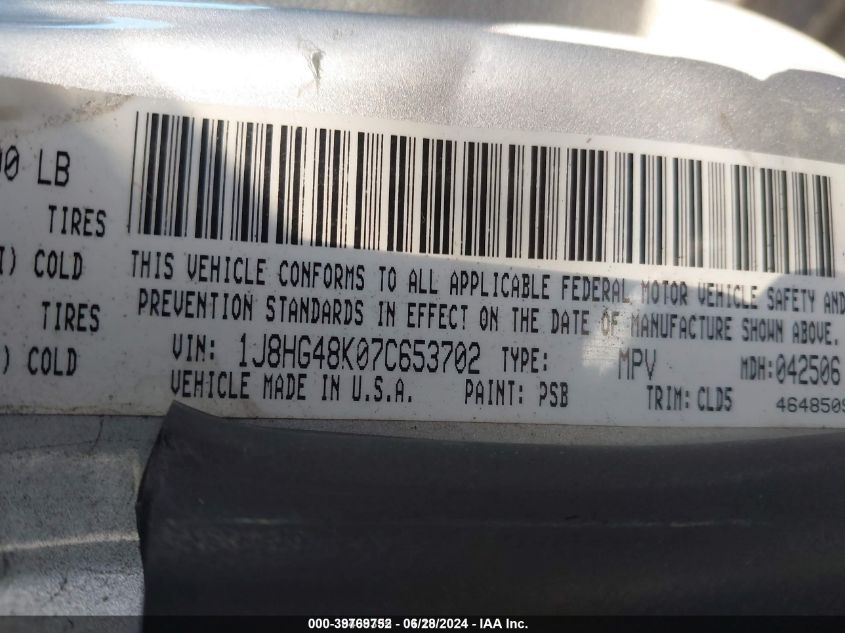 00 LB
TIRES
I) COLD
TIRES
) COLD
THIS VEHICLE CONFORMS TO ALL APPLICABLE FEDERAL MOTOR VEHICLE SAFETY AND
PREVENTION STANDARDS IN EFFECT ON THE DATE OF MANUFACTURE SHOWN ABOVE.
VIN: 1J8HG48K07C653702 TYPE: MPV MDH:042506
VEHICLE MADE IN U.S.A. PAINT: PSB TRIM: CLD5 4648509
000-39769752 - 06/28/2024 - IAA Inc.